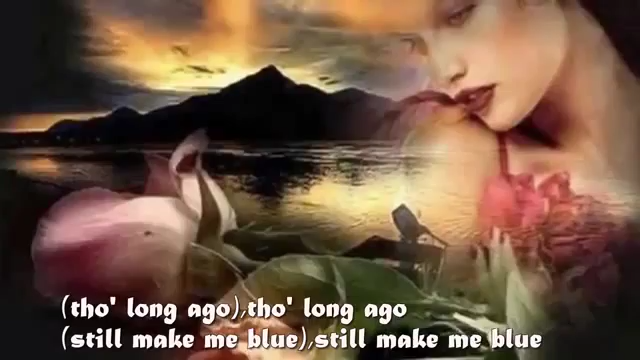 (tho' long ago),tho' long ago
(still make me blue),still make me blue